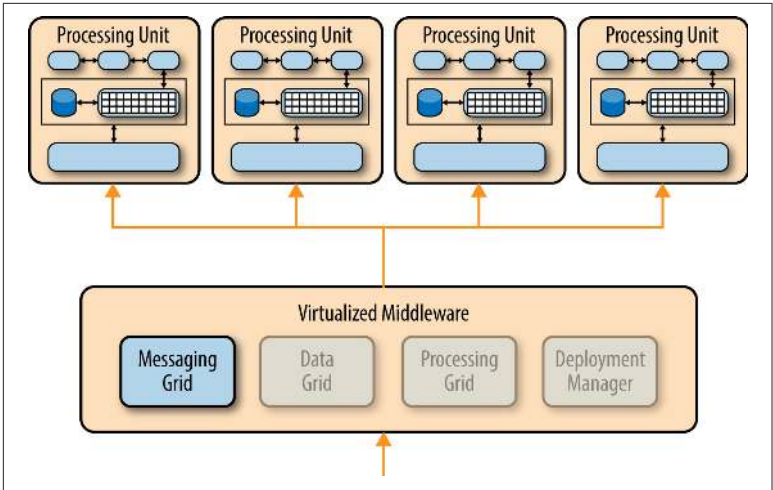 Processing Unit
Processing Unit
Processing Unit
Processing Unit
Virtualized Middleware
Messaging
Grid
Data
Grid
Processing
Grid
Deployment
Manager